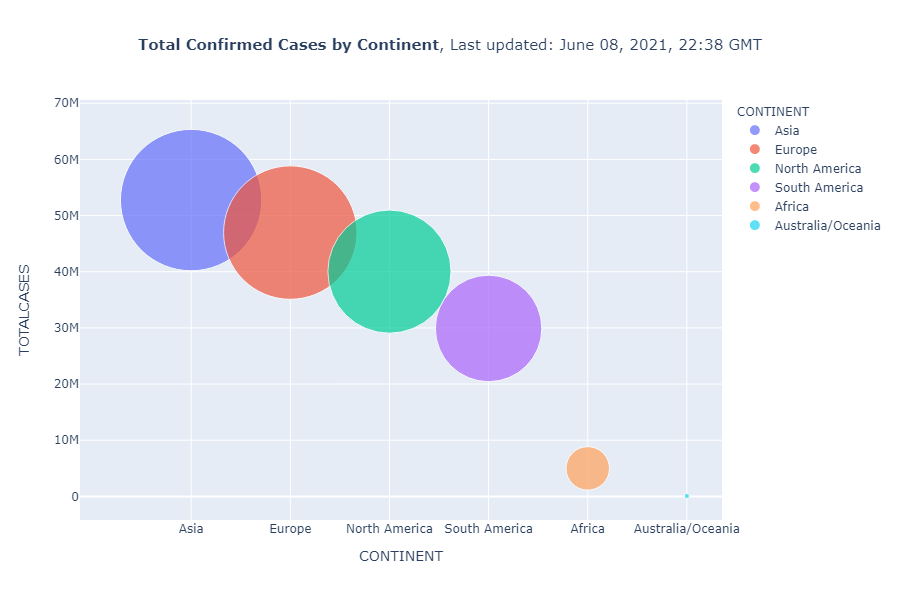 Total Confirmed Cases by Continent, Last updated: June 08, 2021, 22:38 GMT
TOTALCASES
70M
60M
50M
40M
30M
20M
10M
0
Asia Europe North America South America Africa Australia/Oceania
CONTINENT
CONTINENT
Asia
Europe
North America
South America
Africa
Australia/Oceania